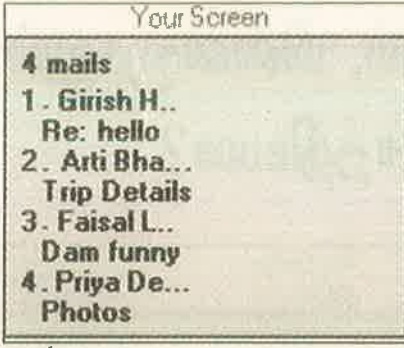 Your Screen
4 mails
1. Girish H..
Re: hello
2. Arti Bha...
Trip Details
3. Faisal L..
Dam funny
4. Priya De...
Photos